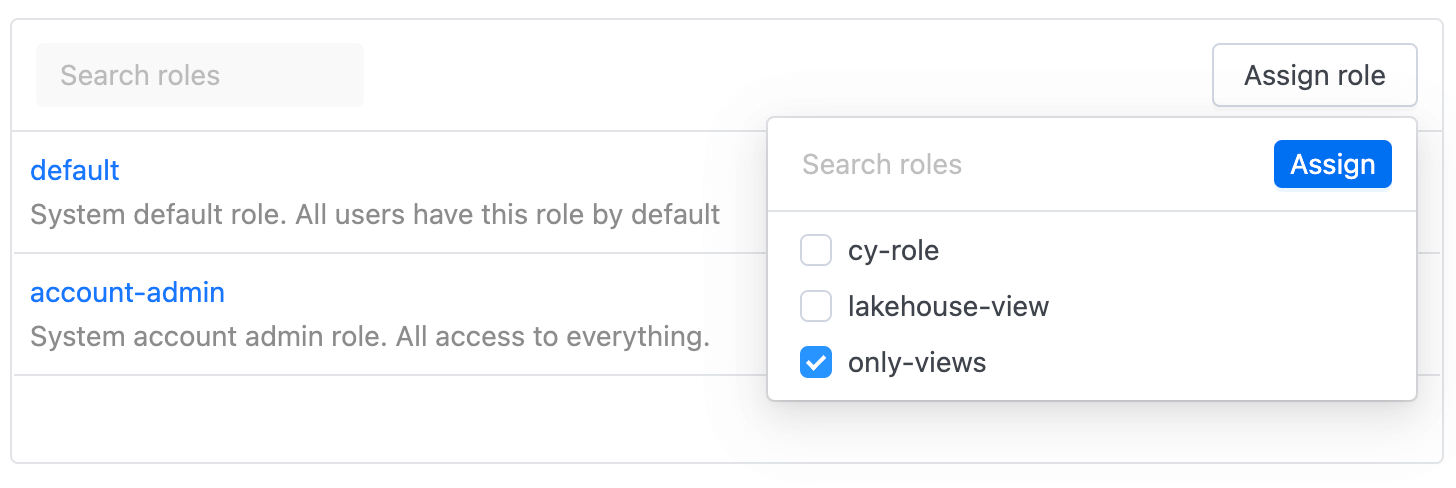 Search roles
Assign role
default
System default role. All users have this role by default
account-admin
System account admin role. All access to everything.
Search roles
Assign
cy-role
lakehouse-view
only-views